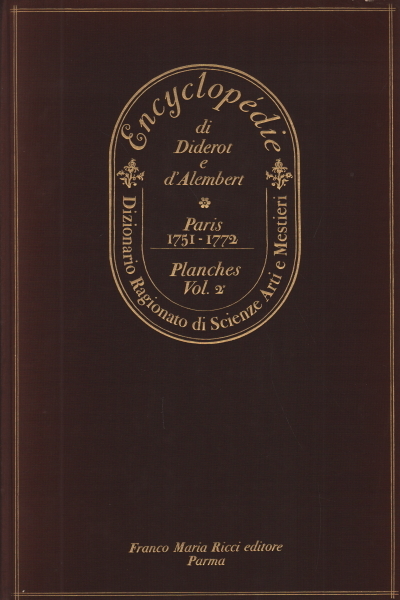 Encyclopédie
di
Diderot
e
d'Alembert
Paris
1751-1772
Planches
Vol. 2°
Dizionario Ragionato di Scienze Arti e Mestieri
Franco Maria Ricci editore
Parma